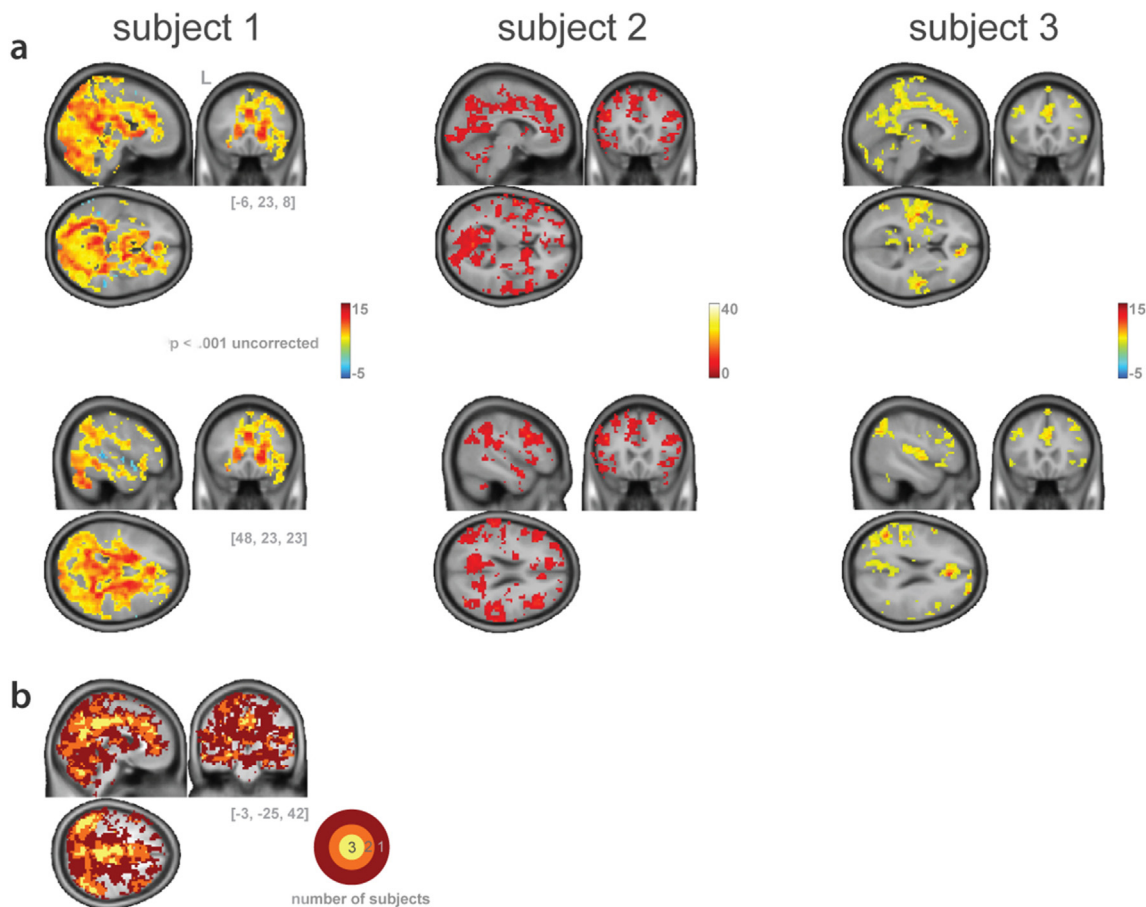 subject 1 subject 2 subject 3
a
L
[-6, 23, 8]
15 40 15
p < .001 uncorrected
-5 0 -5
[48, 23, 23]
b
[-3, -25, 42]
3 2 1
number of subjects